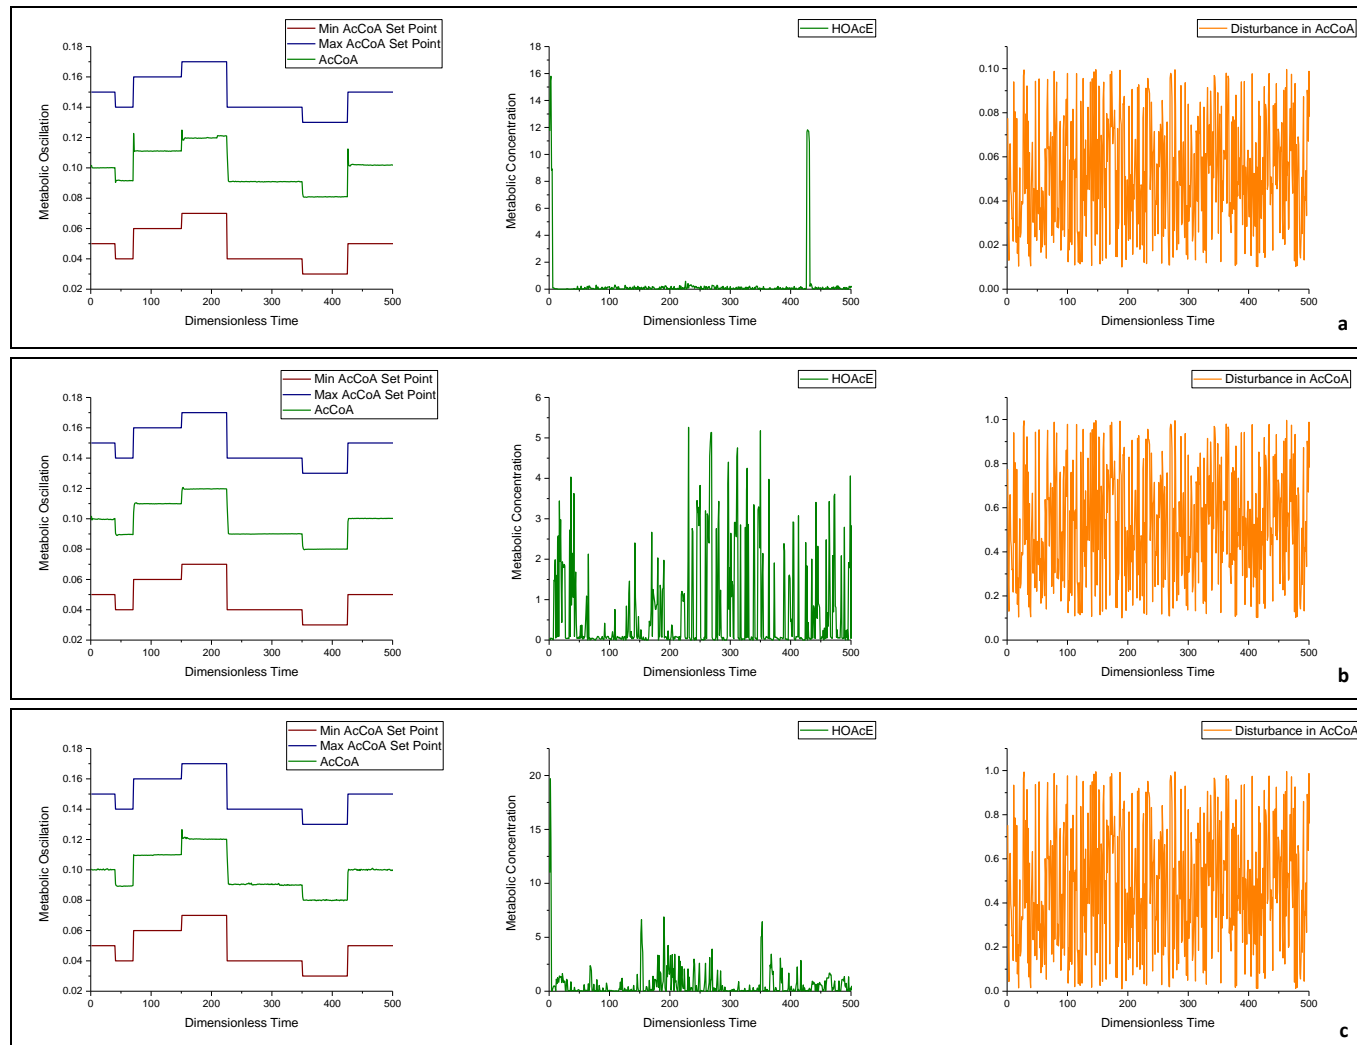 Min AcCoA Set Point
Max AcCoA Set Point
AcCoA
0.18
0.16
0.14
0.12
0.10
0.08
0.06
0.04
0.02
Metabolic Oscillation
0 100 200 300 400 500
Dimensionless Time
HOAcE
18
16
14
12
10
8
6
4
2
0
Metabolic Concentration
0 100 200 300 400 500
Dimensionless Time
Disturbance in AcCoA
0.10
0.08
0.06
0.04
0.02
0.00
0 100 200 300 400 500
Dimensionless Time
a
Min AcCoA Set Point
Max AcCoA Set Point
AcCoA
0.18
0.16
0.14
0.12
0.10
0.08
0.06
0.04
0.02
Metabolic Oscillation
0 100 200 300 400 500
Dimensionless Time
HOAcE
6
5
4
3
2
1
0
Metabolic Concentration
0 100 200 300 400 500
Dimensionless Time
Disturbance in AcCoA
1.0
0.8
0.6
0.4
0.2
0.0
0 100 200 300 400 500
Dimensionless Time
b
Min AcCoA Set Point
Max AcCoA Set Point
AcCoA
0.18
0.16
0.14
0.12
0.10
0.08
0.06
0.04
0.02
Metabolic Oscillation
0 100 200 300 400 500
Dimensionless Time
HOAcE
20
15
10
5
0
Metabolic Concentration
0 100 200 300 400 500
Dimensionless Time
Disturbance in AcCoA
1.0
0.8
0.6
0.4
0.2
0.0
0 100 200 300 400 500
Dimensionless Time
c